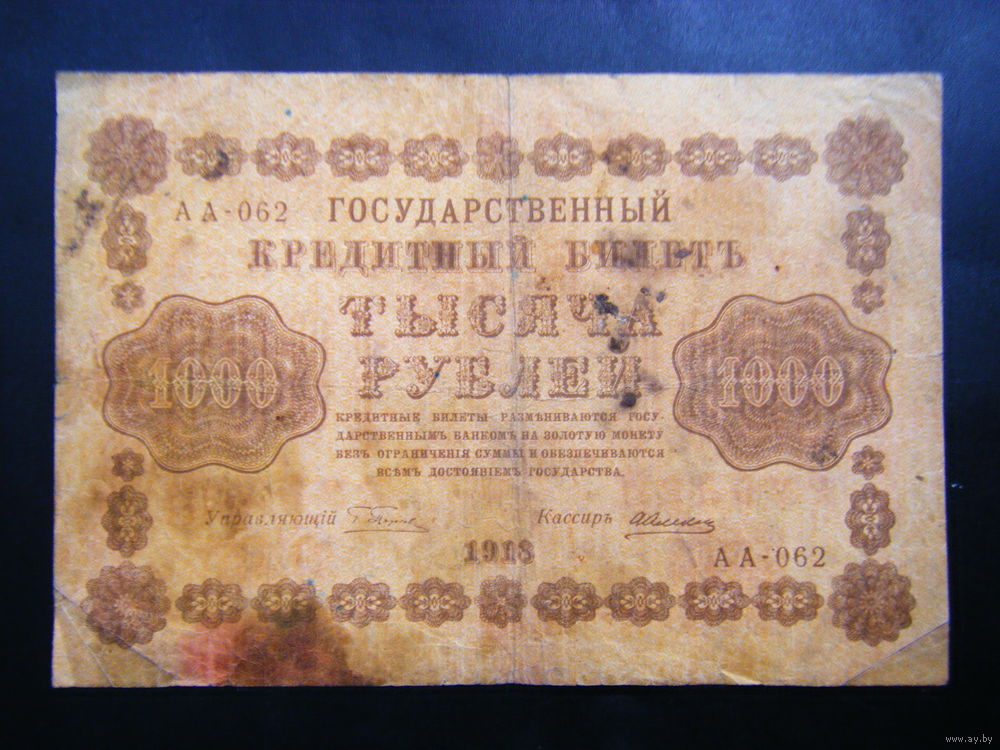 АА-062 ГОСУДАРСТВЕННЫЙ
КРЕДИТНЫЙ БИЛЕТЪ
ТЫСЯЧА
РУБЛЕЙ
1000 1000
КРЕДИТНЫЕ БИЛЕТЫ РАЗМѢНИВАЮТСЯ ГОСУ-
ДАРСТВЕННЫМЪ БАНКОМЪ НА ЗОЛОТУЮ МОНЕТУ
БЕЗЪ ОГРАНИЧЕНІЯ СУММЫ И ОБЕЗПЕЧИВАЮТСЯ
ВСѢМЪ ДОСТОЯНІЕМЪ ГОСУДАРСТВА.
Управляющій Кассиръ
1918
АА-062
www.ay.by